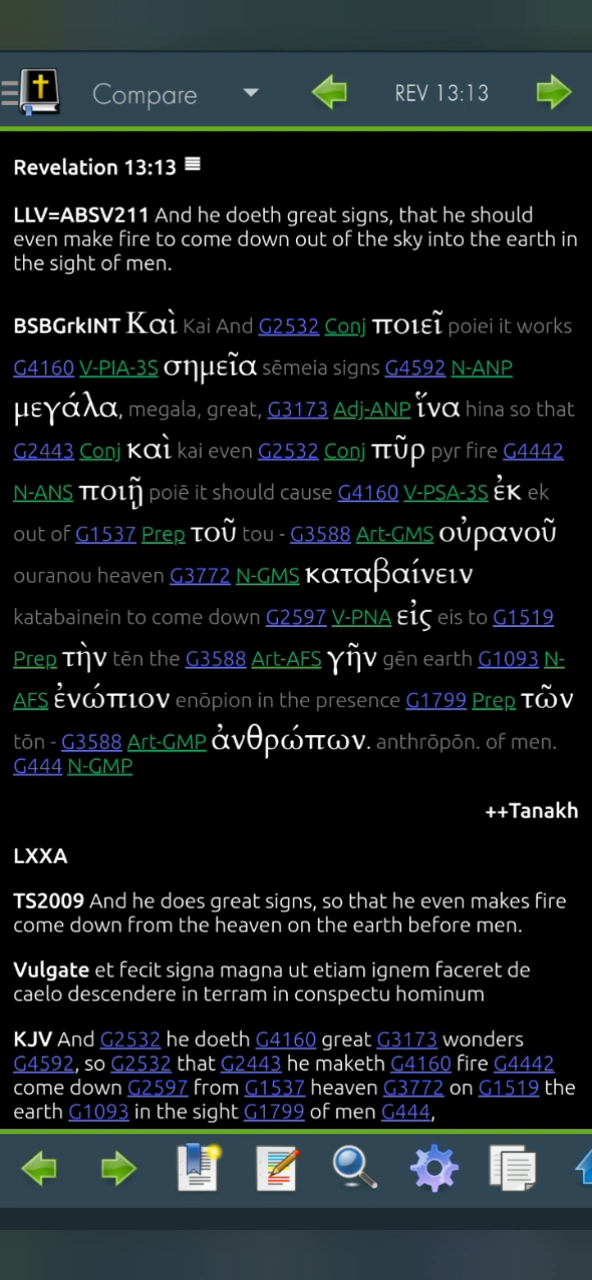 Compare
REV 13:13
Revelation 13:13
LLV=ABSV211 And he doeth great signs, that he should
even make fire to come down out of the sky into the earth in
the sight of men.
BSBGrkINT Καὶ Kai And G2532 Conj ποιεῖ poiei it works
G4160 V-PIA-3S σημεῖα sēmeia signs G4592 N-ANP
μεγάλα, megala, great, G3173 Adj-ANP ἵνα hina so that
G2443 Conj καὶ kai even G2532 Conj πῦρ pyr fire G4442
N-ANS ποιῇ poiē it should cause G4160 V-PSA-3S ἐκ ek
out of G1537 Prep τοῦ tou - G3588 Art-GMS οὐρανοῦ
ouranou heaven G3772 N-GMS καταβαίνειν
katabainein to come down G2597 V-PNA εἰς eis to G1519
Prep τὴν tēn the G3588 Art-AFS γῆν gēn earth G1093 N-
AFS ἐνώπιον enōpion in the presence G1799 Prep τῶν
tōn - G3588 Art-GMP ἀνθρώπων. anthrōpōn. of men.
G444 N-GMP
++Tanakh
LXXA
TS2009 And he does great signs, so that he even makes fire
come down from the heaven on the earth before men.
Vulgate et fecit signa magna ut etiam ignem faceret de
caelo descendere in terram in conspectu hominum
KJV And G2532 he doeth G4160 great G3173 wonders
G4592, so G2532 that G2443 he maketh G4160 fire G4442
come down G2597 from G1537 heaven G3772 on G1519 the
earth G1093 in the sight G1799 of men G444,